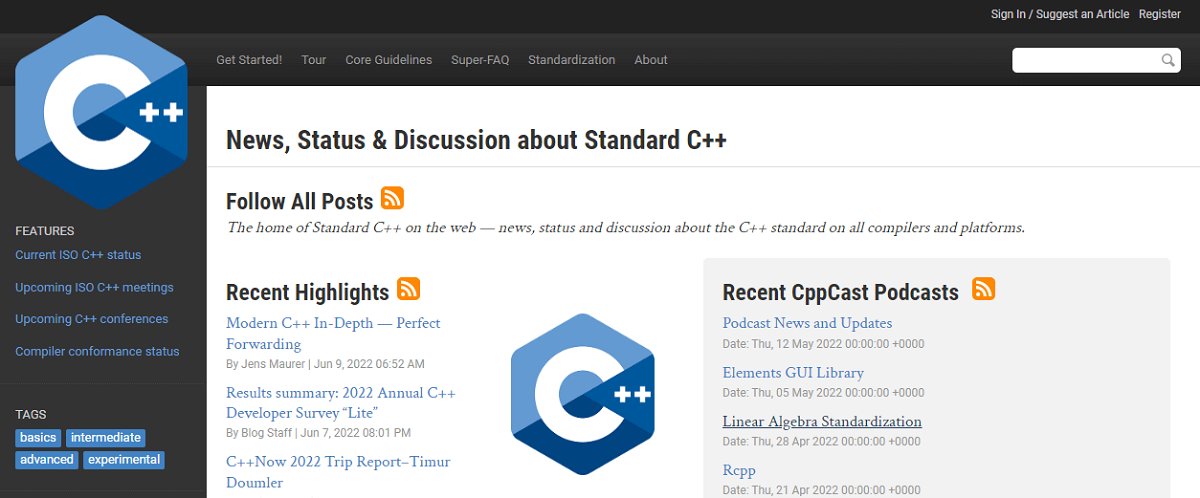 Sign In / Suggest an Article Register
C++
Get Started! Tour Core Guidelines Super-FAQ Standardization About
News, Status & Discussion about Standard C++
Follow All Posts
The home of Standard C++ on the web — news, status and discussion about the C++ standard on all compilers and platforms.
FEATURES
Current ISO C++ status
Upcoming ISO C++ meetings
Upcoming C++ conferences
Compiler conformance status
TAGS
basics intermediate
advanced experimental
Recent Highlights
Modern C++ In-Depth — Perfect
Forwarding
By Jens Maurer | Jun 9, 2022 06:52 AM
Results summary: 2022 Annual C++
Developer Survey “Lite”
By Blog Staff | Jun 7, 2022 08:01 PM
C++Now 2022 Trip Report–Timur
Doumler
C++
Recent CppCast Podcasts
Podcast News and Updates
Date: Thu, 12 May 2022 00:00:00 +0000
Elements GUI Library
Date: Thu, 05 May 2022 00:00:00 +0000
Linear Algebra Standardization
Date: Thu, 28 Apr 2022 00:00:00 +0000
Rcpp
Date: Thu, 21 Apr 2022 00:00:00 +0000